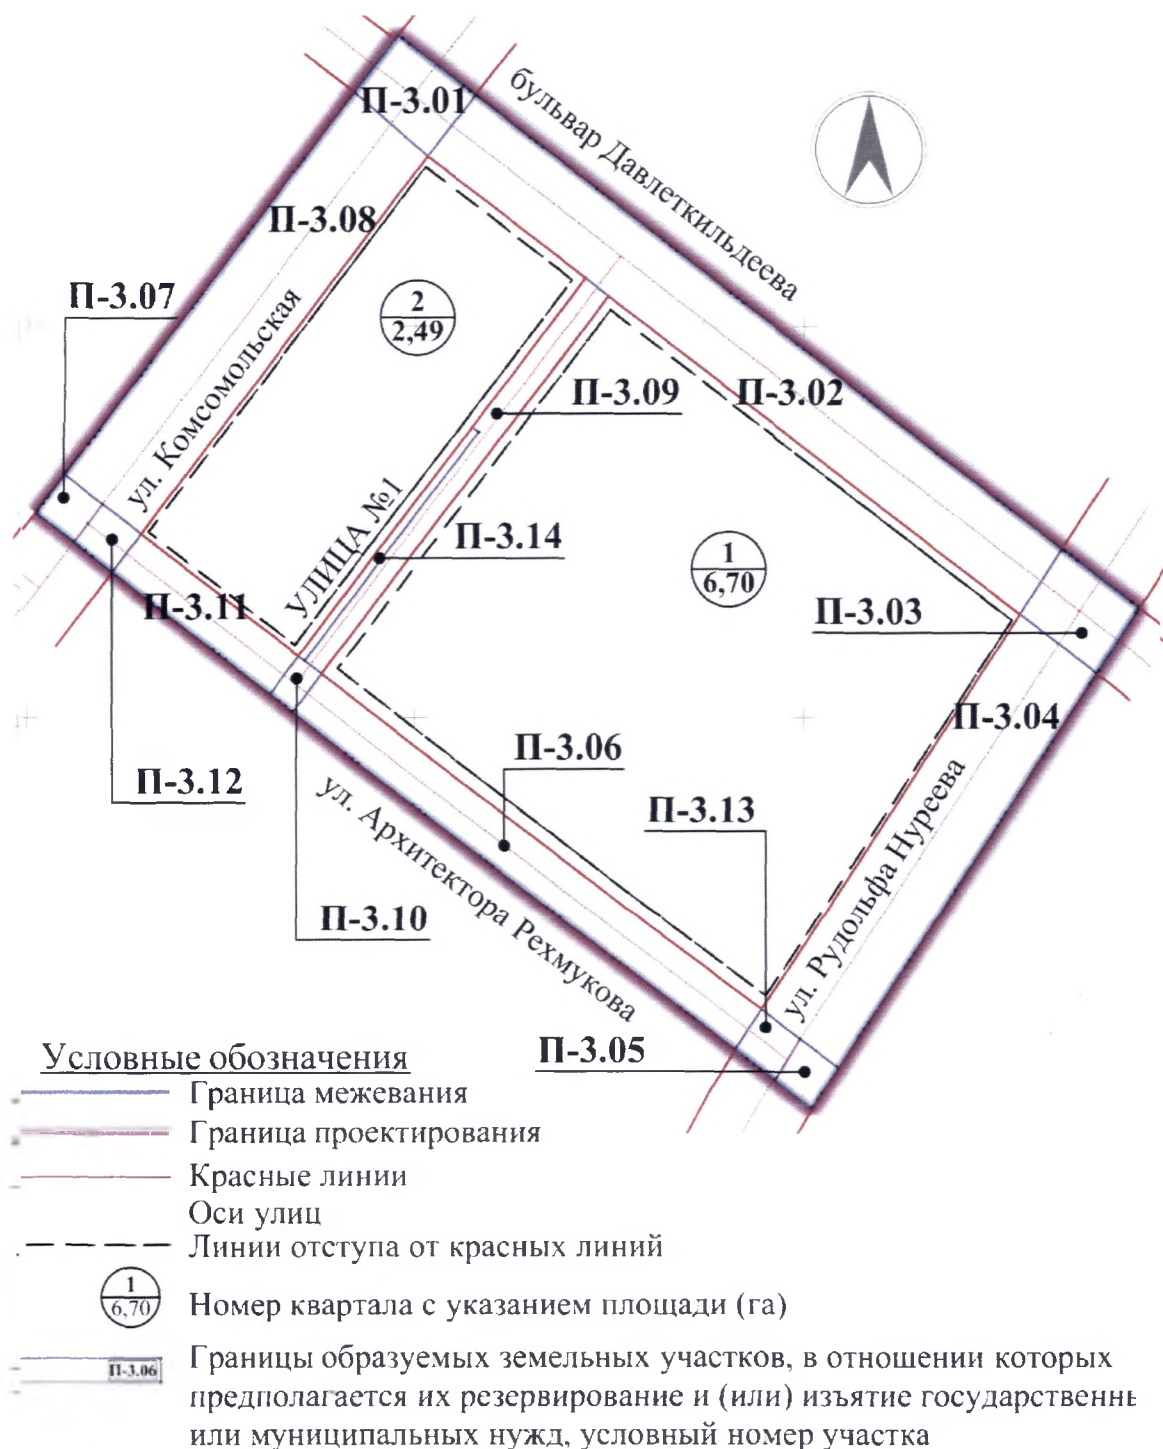 П-3.01
бульвар Давлеткильдеева
П-3.08
П-3.07
2
2,49
ул. Комсомольская
П-3.09
П-3.02
УЛИЦА №1
П-3.14
1
6,70
П-3.03
П-3.11
П-3.04
П-3.12
П-3.06
ул. Архитектора Рехмукова
П-3.13
ул. Рудольфа Нуреева
П-3.10
П-3.05
Условные обозначения
Граница межевания
Граница проектирования
Красные линии
Оси улиц
Линии отступа от красных линий
1
6,70
Номер квартала с указанием площади (га)
П-3.06
Границы образуемых земельных участков, в отношении которых
предполагается их резервирование и (или) изъятие государственнь
или муниципальных нужд, условный номер участка